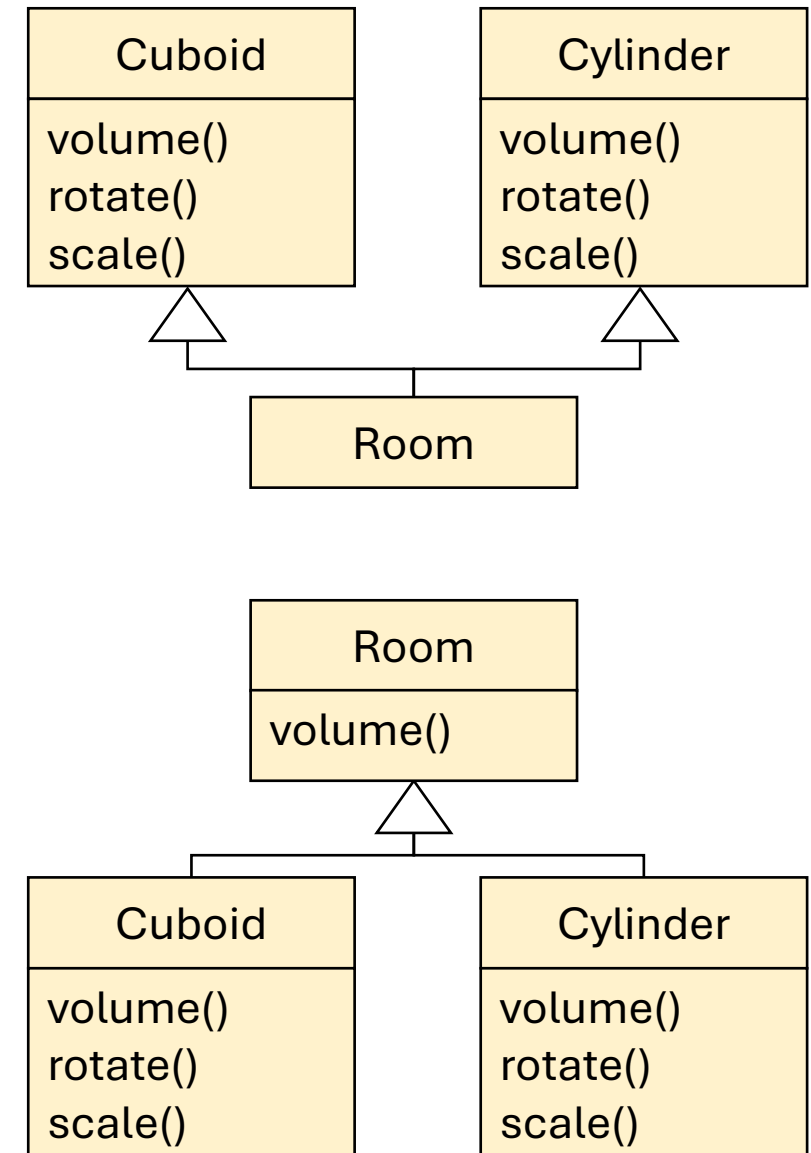 Cuboid
volume()
rotate()
scale()
Cylinder
volume()
rotate()
scale()
Room
Room
volume()
Cuboid
volume()
rotate()
scale()
Cylinder
volume()
rotate()
scale()